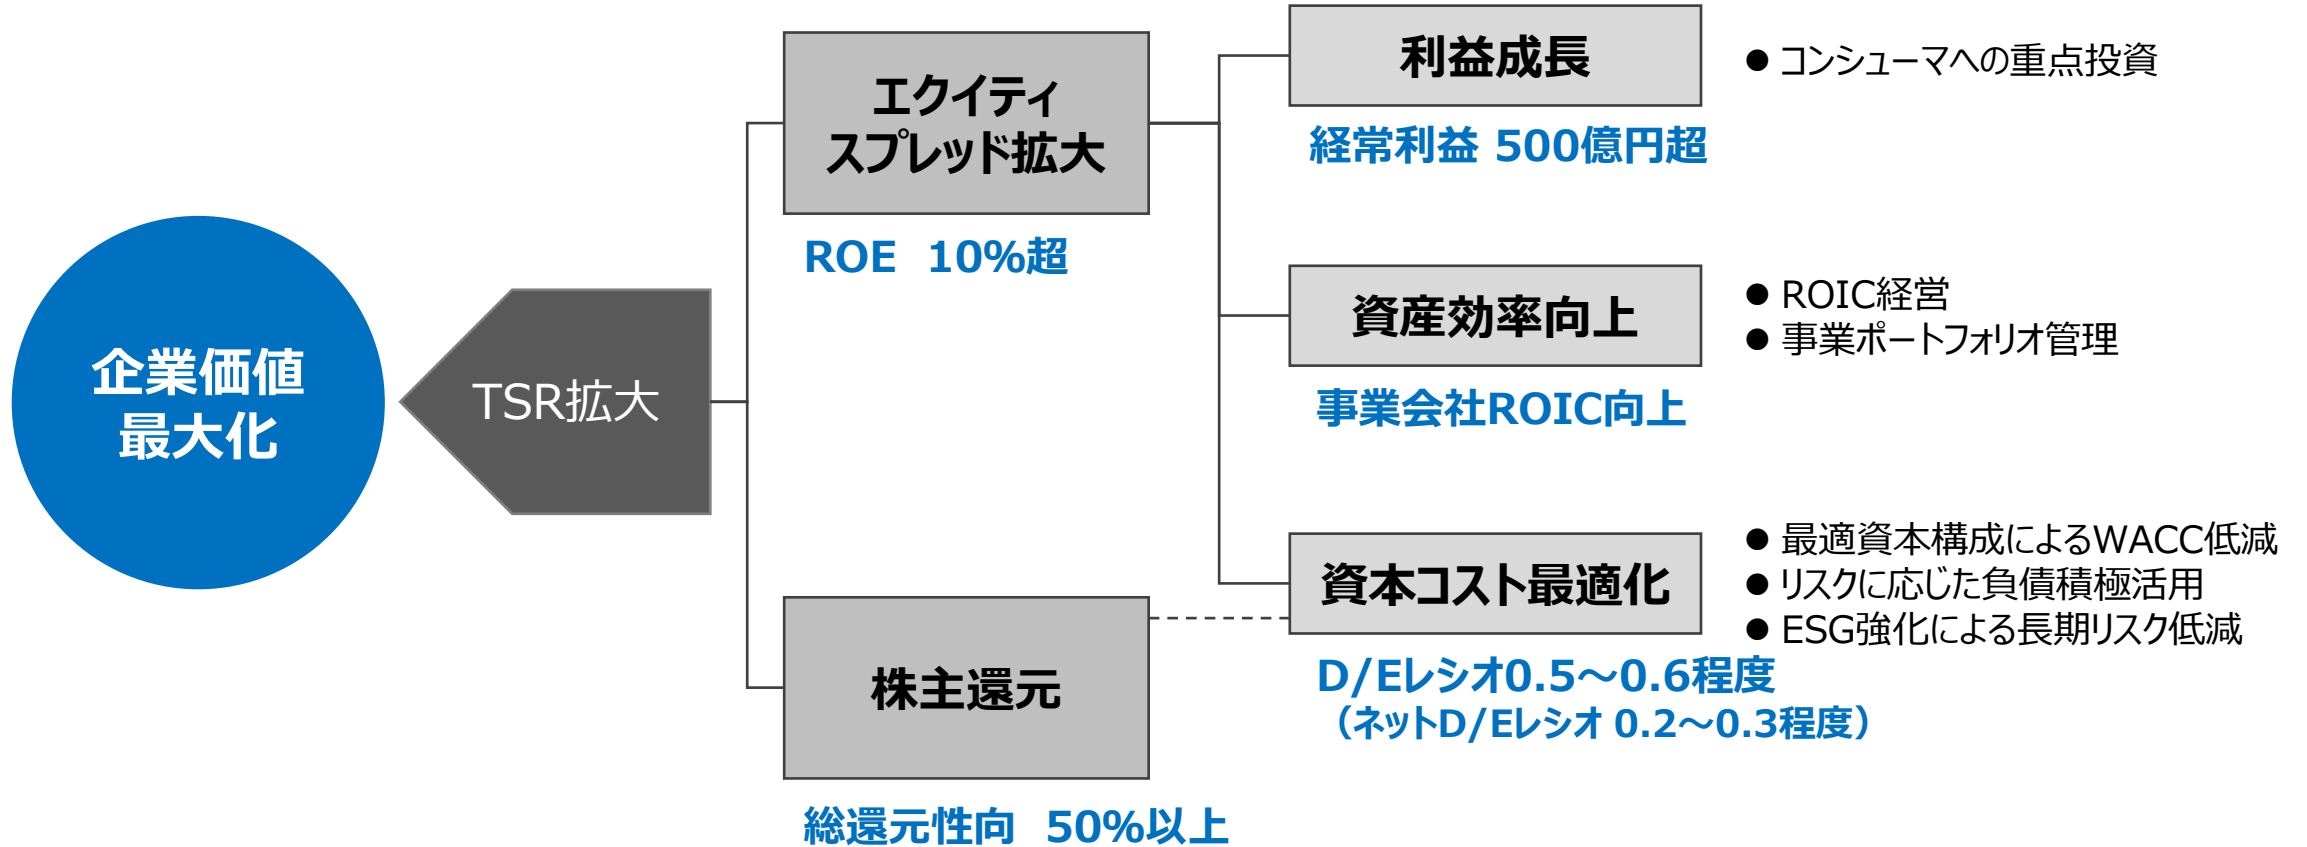 企業価値
最大化
TSR拡大
エクイティ
スプレッド拡大
ROE 10%超
株主還元
総還元性向 50%以上
利益成長
経常利益 500億円超
● コンシューマへの重点投資
資産効率向上
事業会社ROIC向上
● ROIC経営
● 事業ポートフォリオ管理
資本コスト最適化
D/Eレシオ0.5～0.6程度
（ネットD/Eレシオ 0.2～0.3程度）
● 最適資本構成によるWACC低減
● リスクに応じた負債積極活用
● ESG強化による長期リスク低減